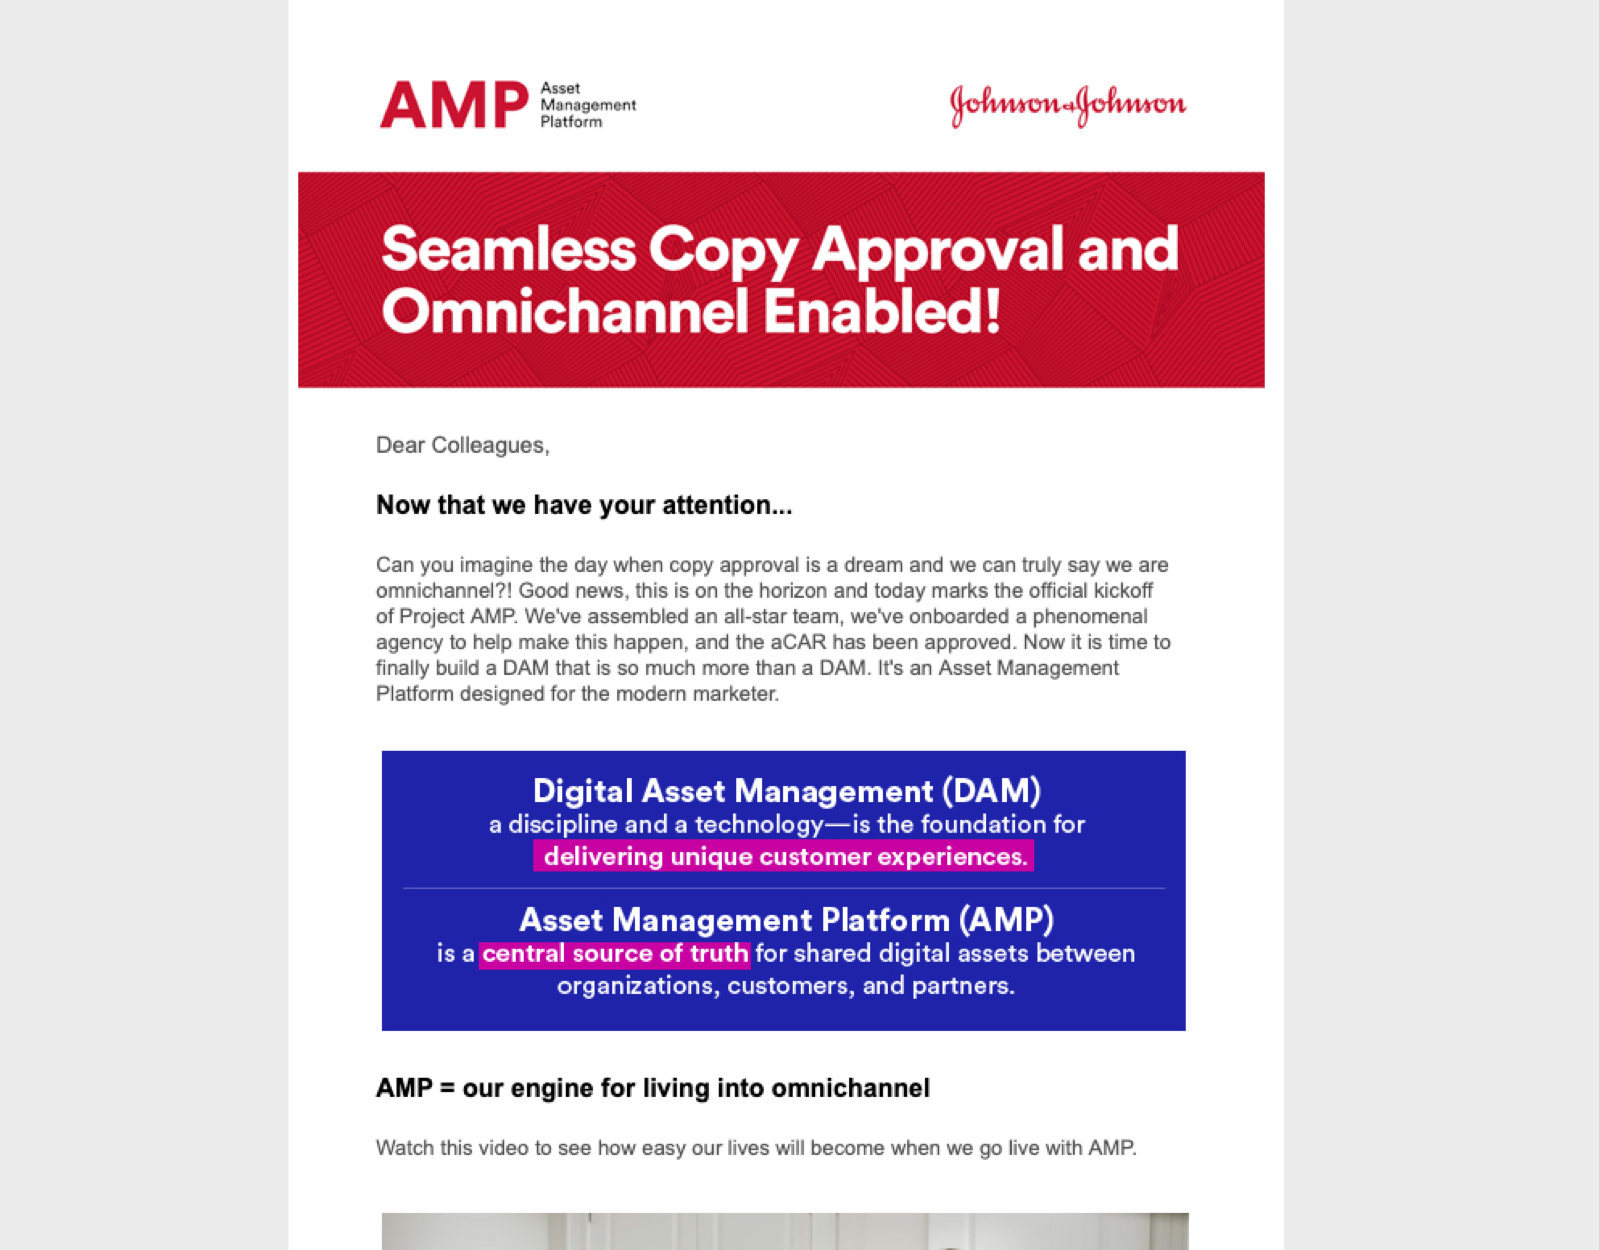 AMP
Asset
Management
Platform
Johnson&Johnson
Seamless Copy Approval and
Omnichannel Enabled!
Dear Colleagues,
Now that we have your attention...
Can you imagine the day when copy approval is a dream and we can truly say we are
omnichannel?! Good news, this is on the horizon and today marks the official kickoff
of Project AMP. We've assembled an all-star team, we've onboarded a phenomenal
agency to help make this happen, and the aCAR has been approved. Now it is time to
finally build a DAM that is so much more than a DAM. It's an Asset Management
Platform designed for the modern marketer.
Digital Asset Management (DAM)
a discipline and a technology—is the foundation for
delivering unique customer experiences.
Asset Management Platform (AMP)
is a central source of truth for shared digital assets between
organizations, customers, and partners.
AMP = our engine for living into omnichannel
Watch this video to see how easy our lives will become when we go live with AMP.